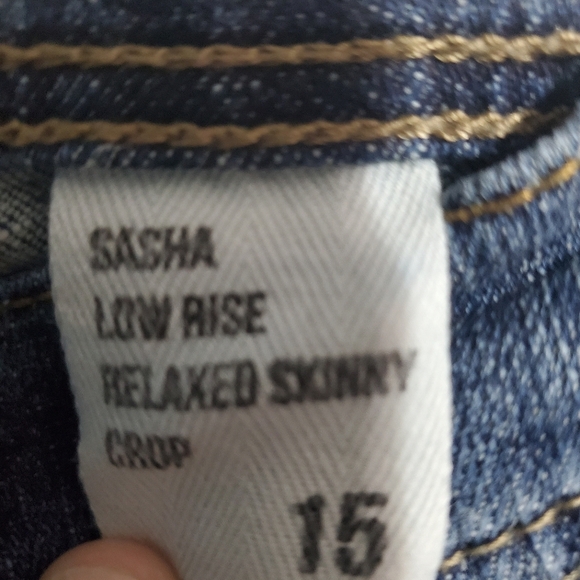 SASHA
LOW RISE
RELAXED SKINNY
CROP
15